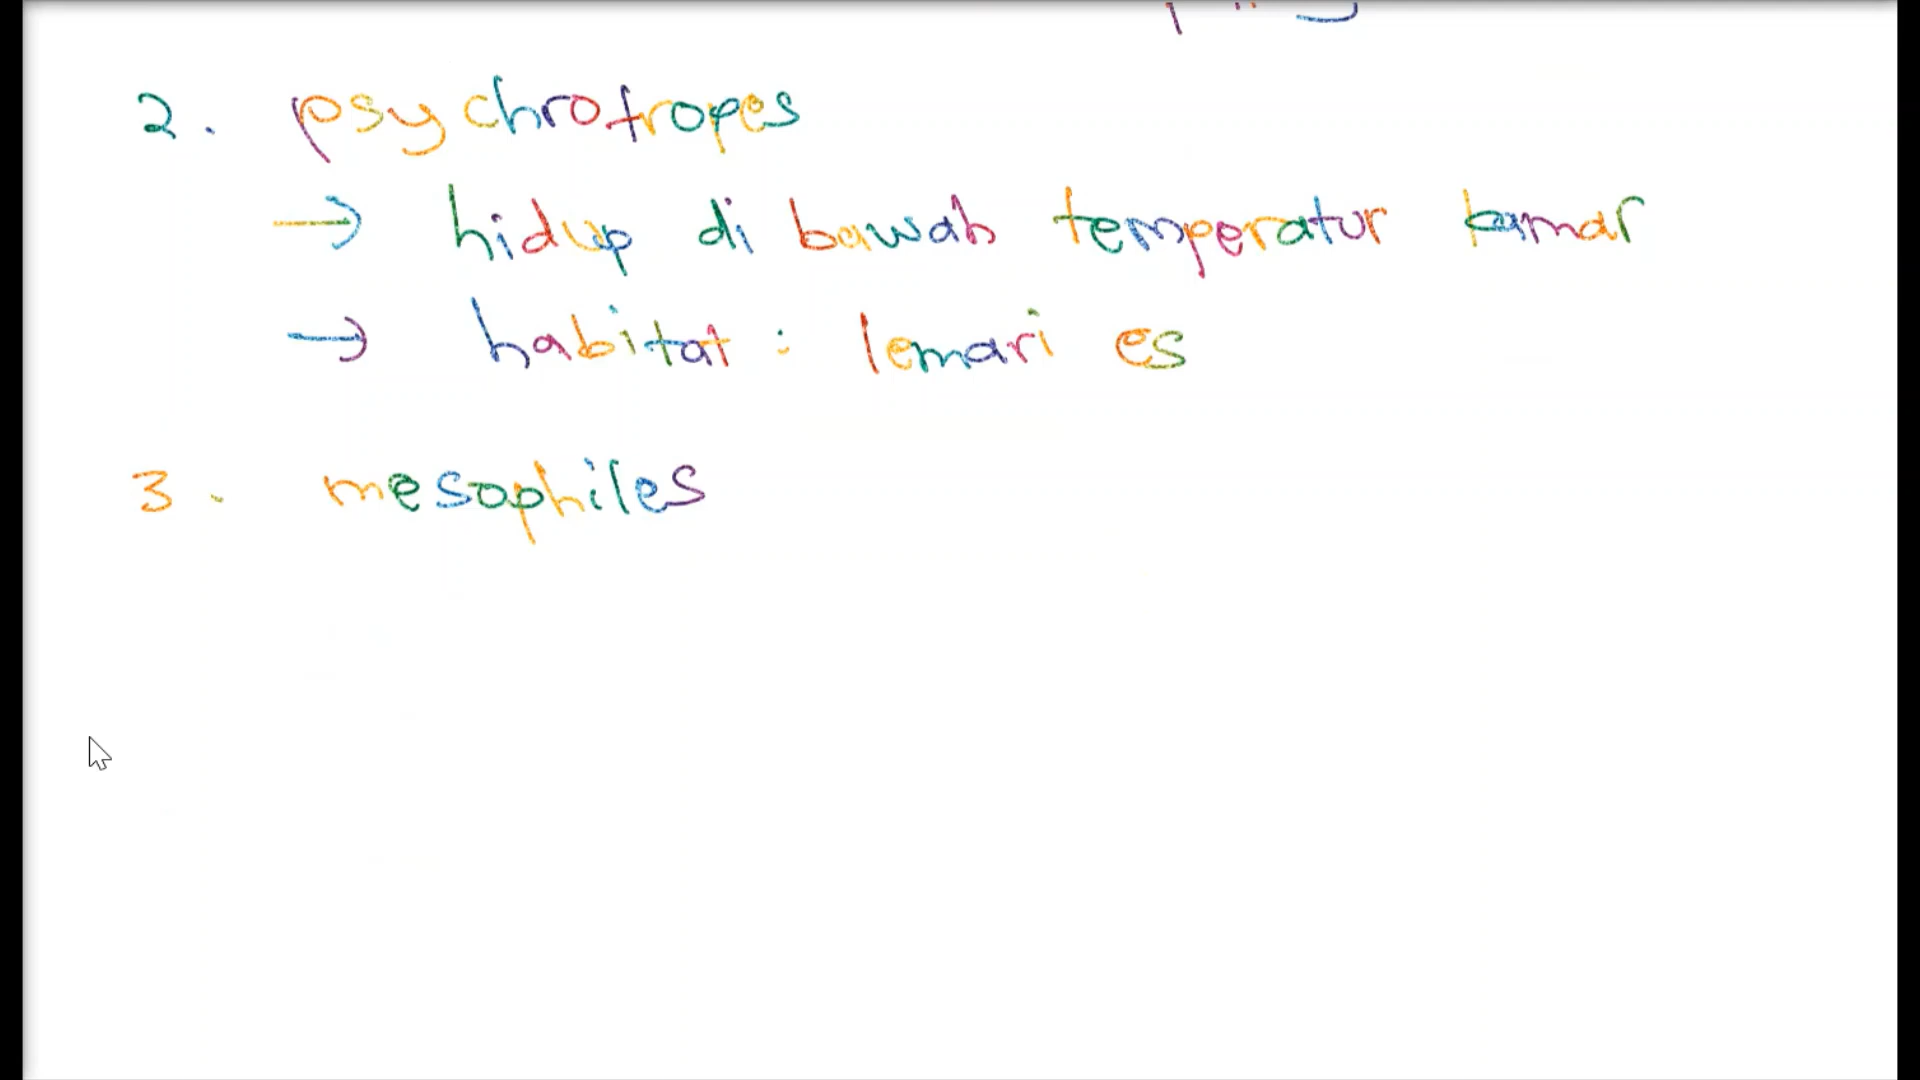 2. psychrotropes
→ hidup di bawah temperatur kamar
→ habitat : lemari es
3. mesophiles